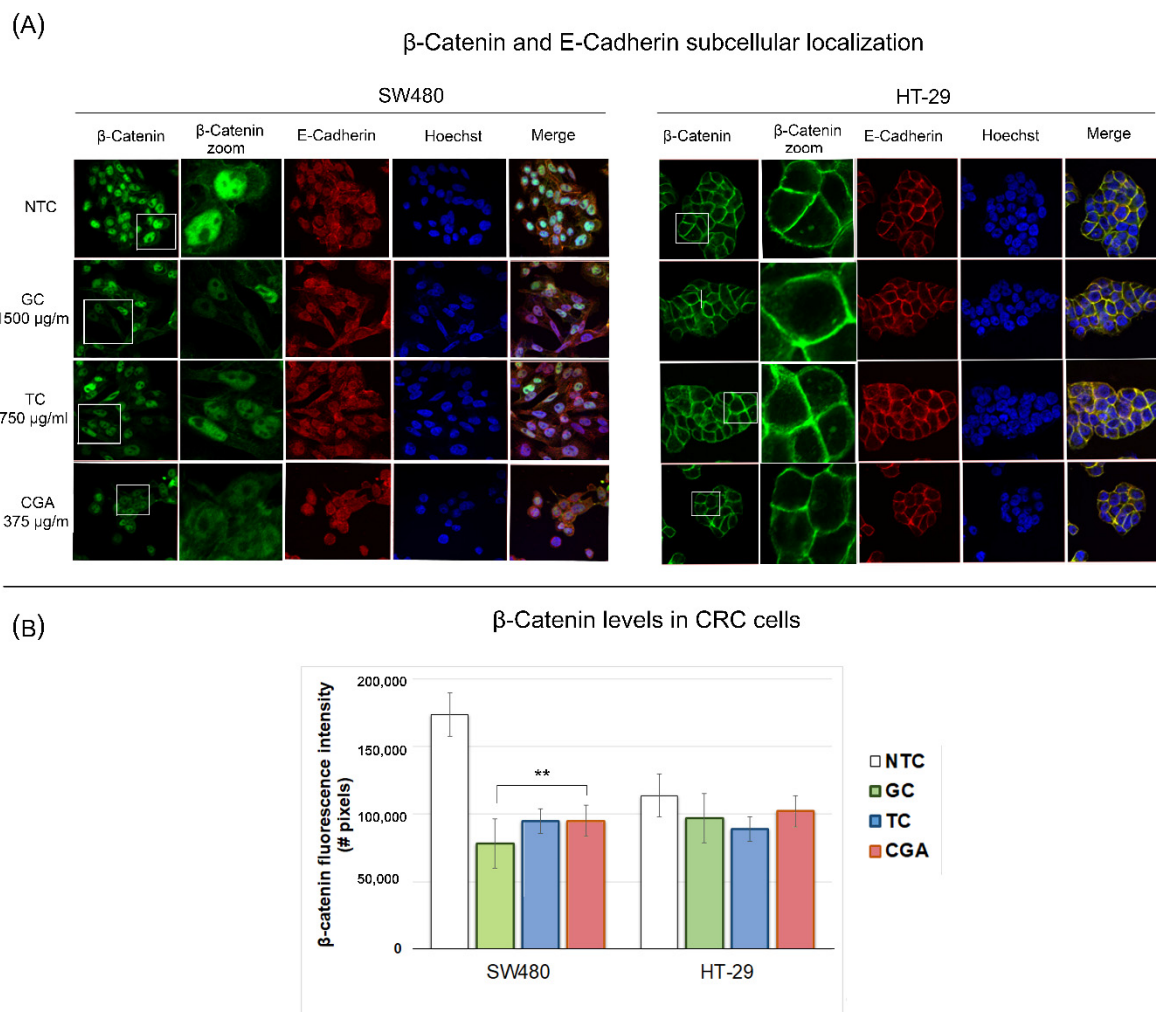 (A)
β-Catenin and E-Cadherin subcellular localization
SW480
HT-29
β-Catenin
β-Catenin
zoom
E-Cadherin
Hoechst
Merge
β-Catenin
β-Catenin
zoom
E-Cadherin
Hoechst
Merge
NTC
GC
1500 µg/m
TC
750 µg/ml
CGA
375 µg/m
(B)
β-Catenin levels in CRC cells
β-catenin fluorescence intensity
(# pixels)
200,000
150,000
100,000
50,000
0
**
SW480
HT-29
NTC
GC
TC
CGA